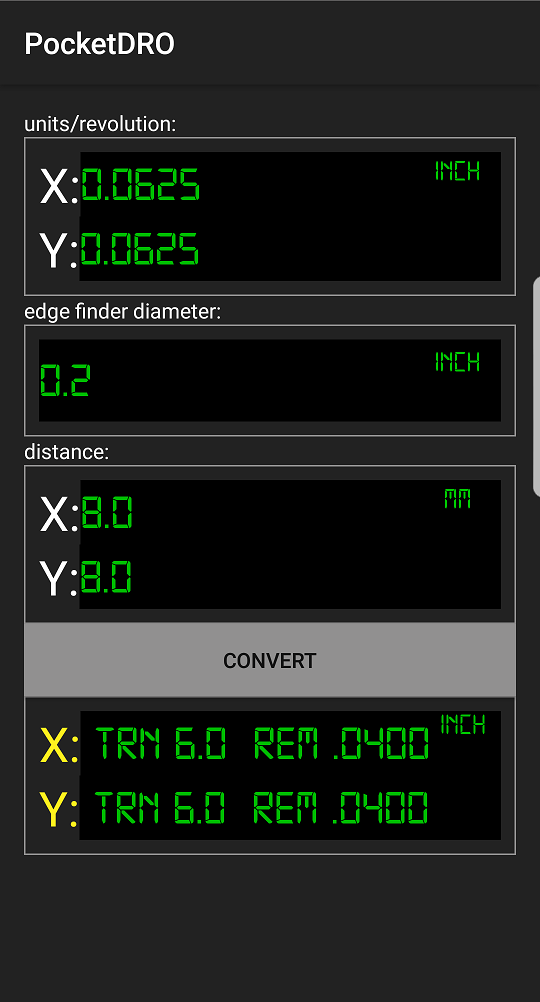 PocketDRO
units/revolution:
X:0.0625 INCH
Y:0.0625
edge finder diameter:
0.2 INCH
distance:
X:8.0 MM
Y:8.0
CONVERT
X: TRN 6.0 REM .0400 INCH
Y: TRN 6.0 REM .0400